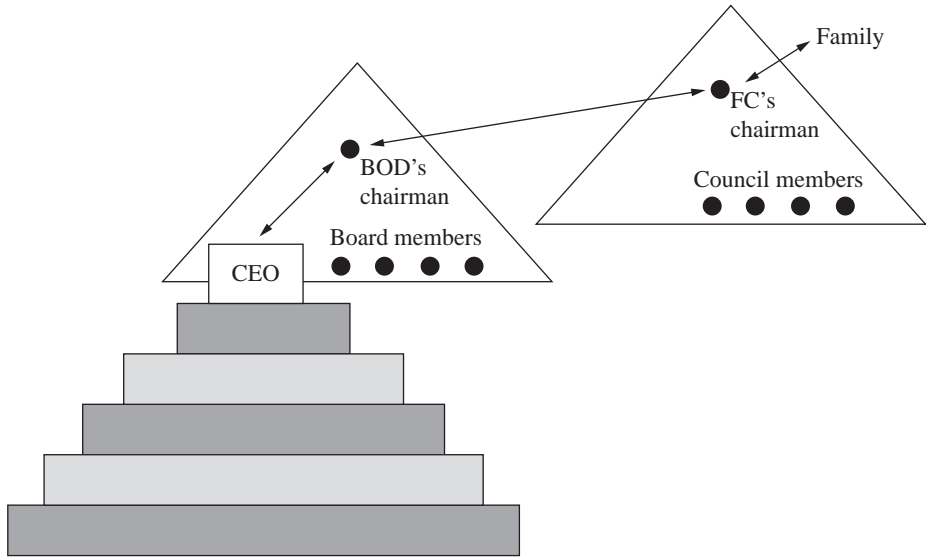 Family
FC’s
chairman
BOD’s
chairman
Council members
Board members
CEO